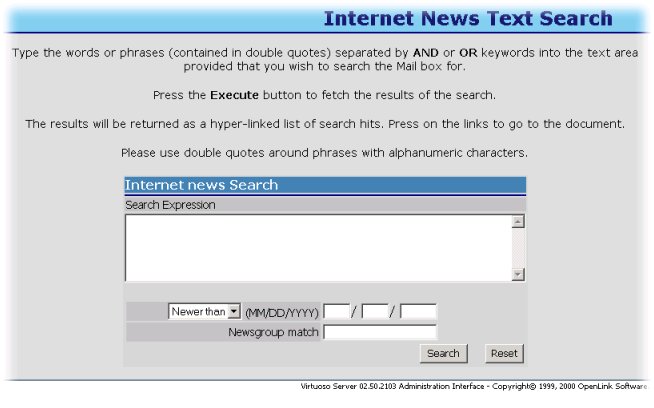 Internet News Text Search
Type the words or phrases (contained in double quotes) separated by AND or OR keywords into the text area
provided that you wish to search the Mail box for.
Press the Execute button to fetch the results of the search.
The results will be returned as a hyper-linked list of search hits. Press on the links to go to the document.
Please use double quotes around phrases with alphanumeric characters.
Internet news Search
Search Expression
Newer than (MM/DD/YYYY) / /
Newsgroup match
Search Reset
Virtuoso Server 02.50.2103 Administration Interface - Copyright© 1999, 2000 OpenLink Software